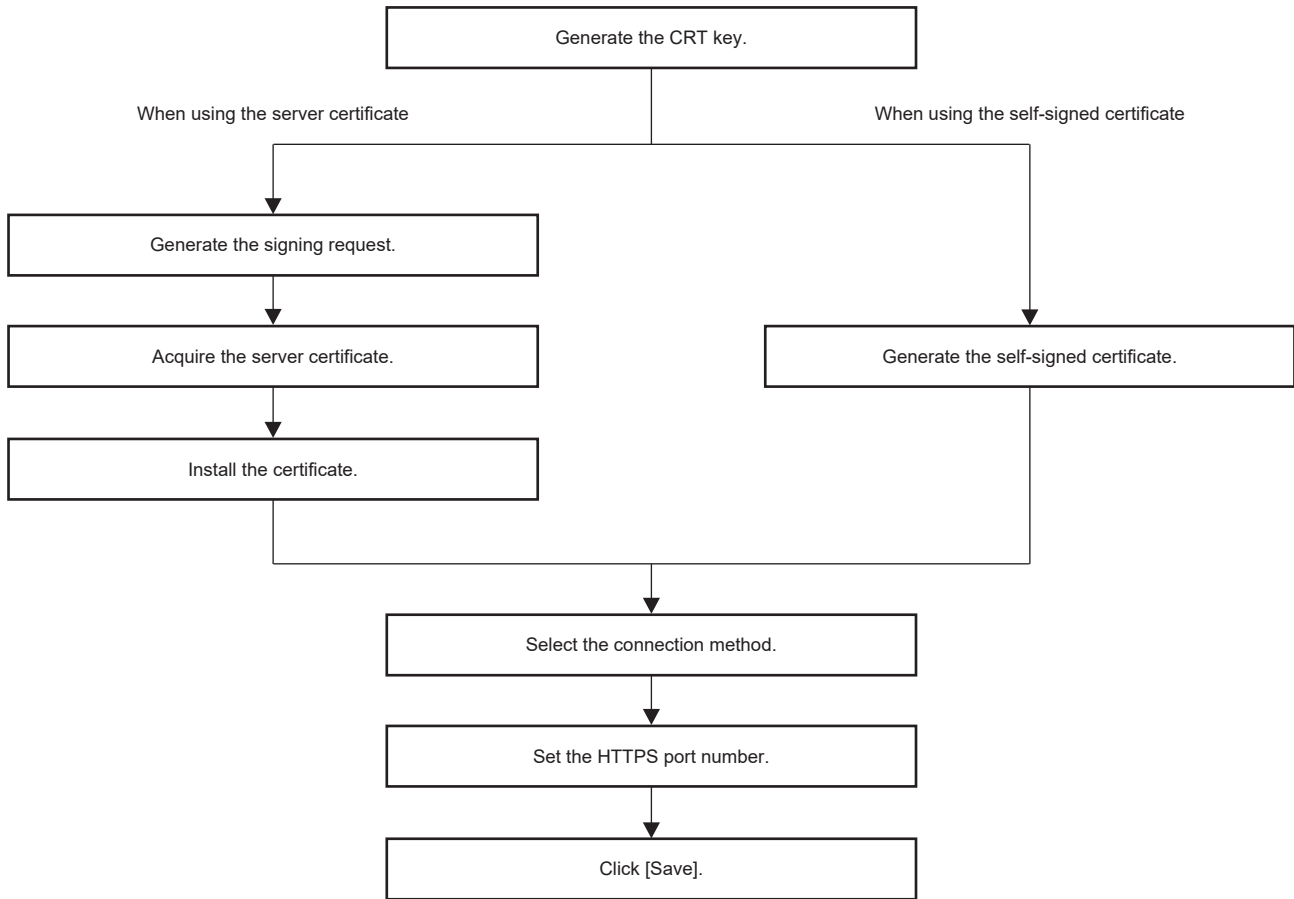 Generate the CRT key.
When using the server certificate
When using the self-signed certificate
Generate the signing request.
Acquire the server certificate.
Generate the self-signed certificate.
Install the certificate.
Select the connection method.
Set the HTTPS port number.
Click [Save].